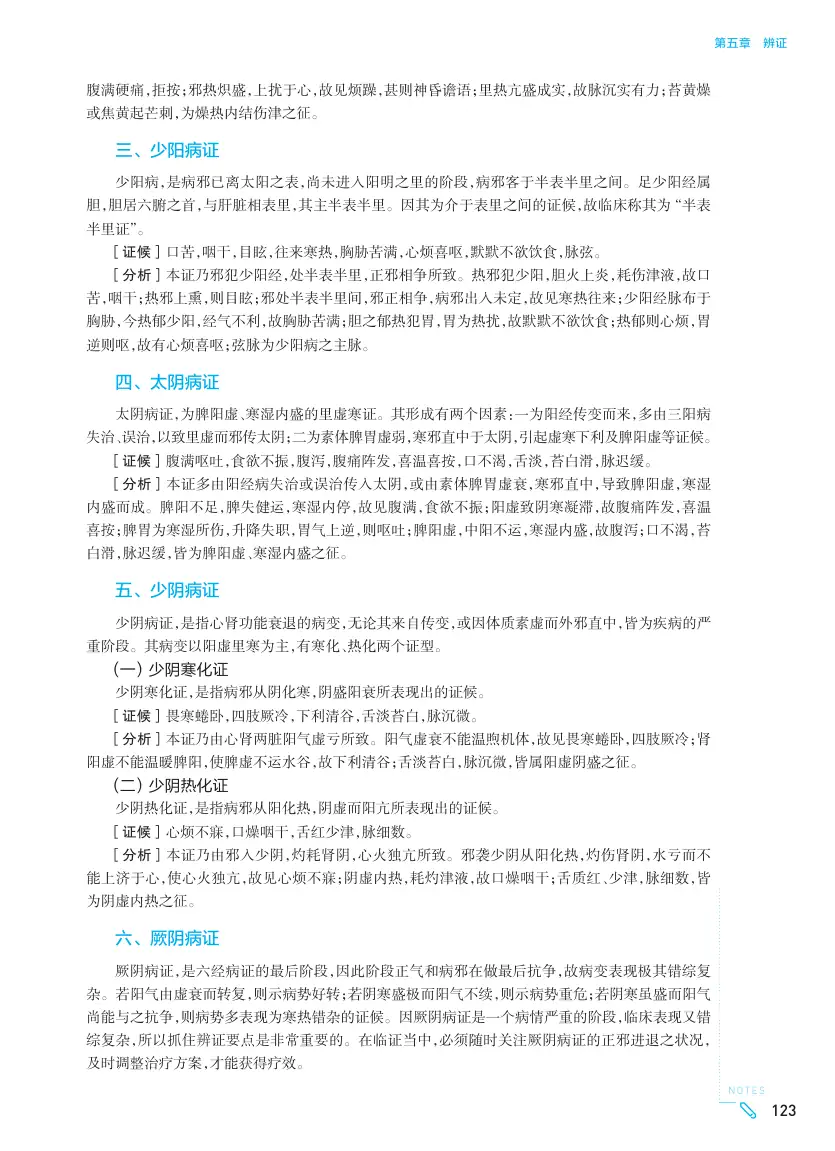 第五章 辨证
腹满硬痛,拒按;邪热炽盛,上扰于心,故见烦躁,甚则神昏谵语;里热亢盛成实,故脉沉实有力;苔黄燥
或焦黄起芒刺,为燥热内结伤津之征。
三、少阳病证
少阳病,是病邪已离太阳之表,尚未进入阳明之里的阶段,病邪客于半表半里之间。足少阳经属
胆,胆居六腑之首,与肝脏相表里,其主半表半里。因其为介于表里之间的证候,故临床称其为“半表
半里证”。
[证候]口苦,咽干,目眩,往来寒热,胸胁苦满,心烦喜呕,默默不欲饮食,脉弦。
[分析]本证乃邪犯少阳经,处半表半里,正邪相争所致。热邪犯少阳,胆火上炎,耗伤津液,故口
苦,咽干;热邪上熏,则目眩;邪处半表半里间,邪正相争,病邪出入未定,故见寒热往来;少阳经脉布于
胸胁,今热郁少阳,经气不利,故胸胁苦满;胆之郁热犯胃,胃为热扰,故默默不欲饮食;热郁则心烦,胃
逆则呕,故有心烦喜呕;弦脉为少阳病之主脉。
四、太阴病证
太阴病证,为脾阳虚、寒湿内盛的里虚寒证。其形成有两个因素:一为阳经传变而来,多由三阳病
失治、误治,以致里虚而邪传太阴;二为素体脾胃虚弱,寒邪直中于太阴,引起虚寒下利及脾阳虚等证候。
[证候]腹满呕吐,食欲不振,腹泻,腹痛阵发,喜温喜按,口不渴,舌淡,苔白滑,脉迟缓。
[分析]本证多由阳经病失治或误治传入太阴,或由素体脾胃虚衰,寒邪直中,导致脾阳虚,寒湿
内盛而成。脾阳不足,脾失健运,寒湿内停,故见腹满,食欲不振;阳虚致阴寒凝滞,故腹痛阵发,喜温
喜按;脾胃为寒湿所伤,升降失职,胃气上逆,则呕吐;脾阳虚,中阳不运,寒湿内盛,故腹泻;口不渴,苔
白滑,脉迟缓,皆为脾阳虚、寒湿内盛之征。
五、少阴病证
少阴病证,是指心肾功能衰退的病变,无论其来自传变,或因体质素虚而外邪直中,皆为疾病的严
重阶段。其病变以阳虚里寒为主,有寒化、热化两个证型。
(一)少阴寒化证
少阴寒化证,是指病邪从阴化寒,阴盛阳衰所表现出的证候。
[证候]畏寒蜷卧,四肢厥冷,下利清谷,舌淡苔白,脉沉微。
[分析]本证乃由心肾两脏阳气虚亏所致。阳气虚衰不能温煦机体,故见畏寒蜷卧,四肢厥冷;肾
阳虚不能温暖脾阳,使脾虚不运水谷,故下利清谷;舌淡苔白,脉沉微,皆属阳虚阴盛之征。
(二)少阴热化证
少阴热化证,是指病邪从阳化热,阴虚而阳亢所表现出的证候。
[证候]心烦不寐,口燥咽干,舌红少津,脉细数。
[分析]本证乃由邪入少阴,灼耗肾阴,心火独亢所致。邪袭少阴从阳化热,灼伤肾阴,水亏而不
能上济于心,使心火独亢,故见心烦不寐;阴虚内热,耗灼津液,故口燥咽干;舌质红、少津,脉细数,皆
为阴虚内热之征。
六、厥阴病证
厥阴病证,是六经病证的最后阶段,因此阶段正气和病邪在做最后抗争,故病变表现极其错综复
杂。若阳气由虚衰而转复,则示病势好转;若阴寒盛极而阳气不续,则示病势重危;若阴寒虽盛而阳气
尚能与之抗争,则病势多表现为寒热错杂的证候。因厥阴病证是一个病情严重的阶段,临床表现又错
综复杂,所以抓住辨证要点是非常重要的。在临证当中,必须随时关注厥阴病证的正邪进退之状况,
及时调整治疗方案,才能获得疗效。
NOTES
123